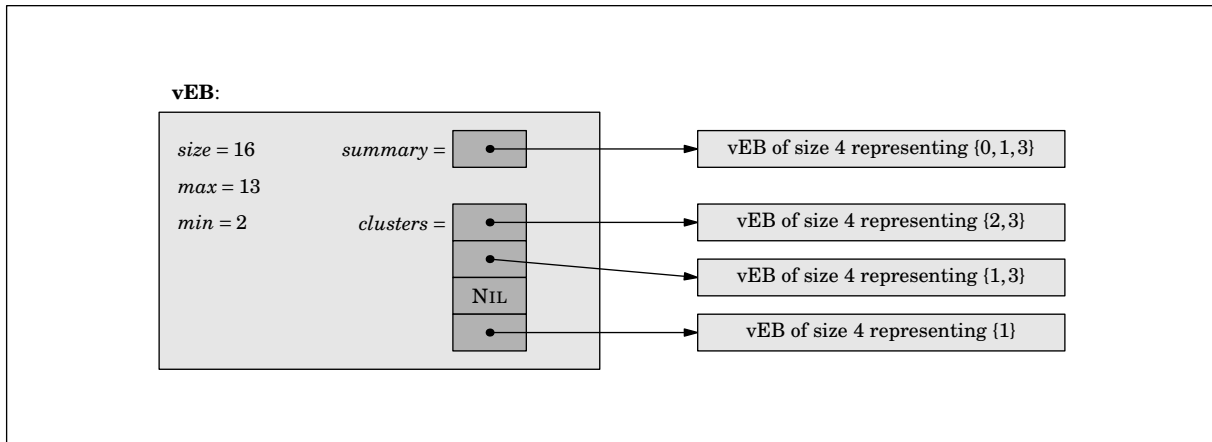 vEB:
size = 16
summary =
vEB of size 4 representing {0, 1, 3}
max = 13
min = 2
clusters =
vEB of size 4 representing {2, 3}
vEB of size 4 representing {1, 3}
NIL
vEB of size 4 representing {1}